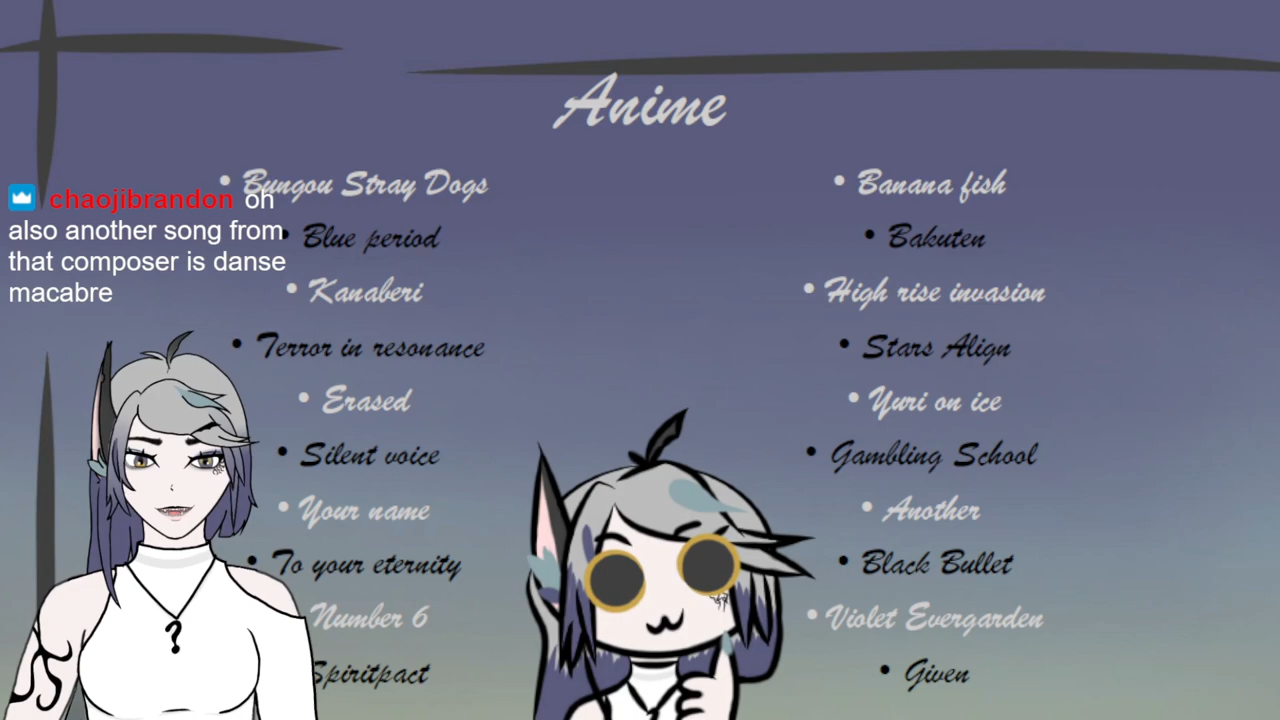 Anime
• Bungou Stray Dogs
• Blue period
• Kanaberi
• Terror in resonance
• Erased
• Silent voice
• Your name
• To your eternity
Number 6
Spiritpact
• Banana fish
• Bakuten
• High rise invasion
• Stars Align
• Yuri on ice
• Gambling School
• Another
• Black Bullet
• Violet Evergarden
• Given
chaojibrandon oh
also another song from
that composer is danse
macabre
?